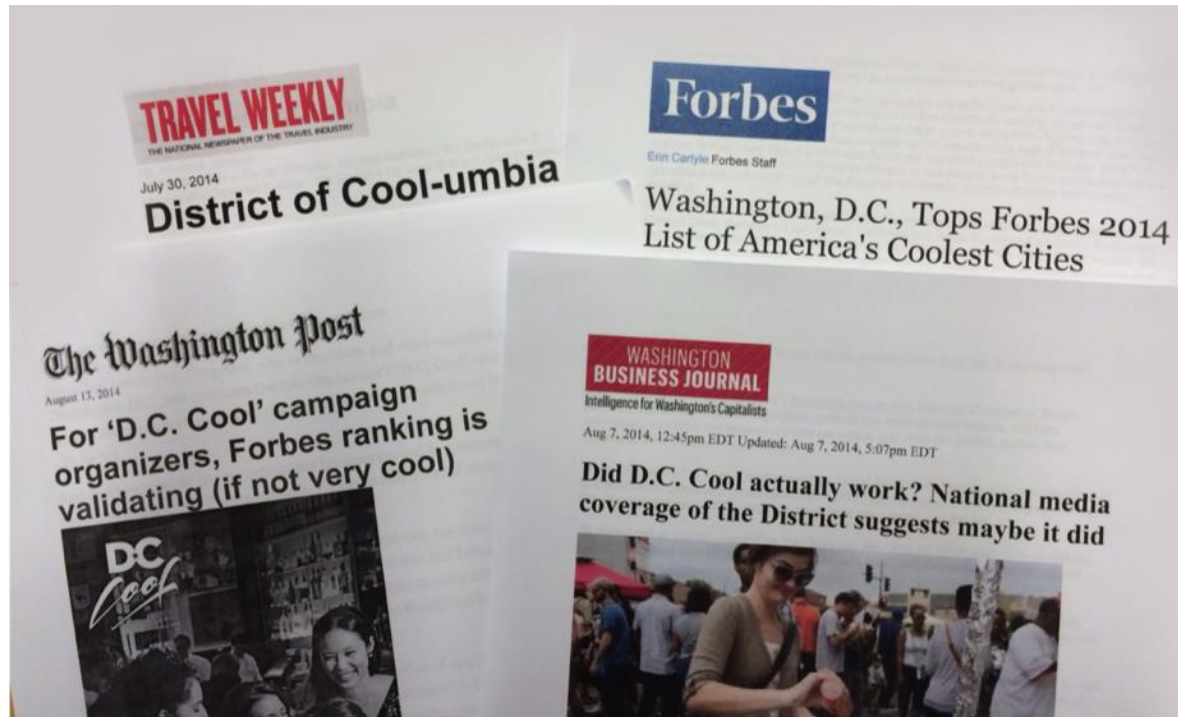 TRAVEL WEEKLY
THE NATIONAL NEWSPAPER OF THE TRAVEL INDUSTRY
July 30, 2014
District of Cool-umbia
Forbes
Erin Carlyle Forbes Staff
Washington, D.C., Tops Forbes 2014
List of America's Coolest Cities
The Washington Post
August 13, 2014
For ‘D.C. Cool’ campaign
organizers, Forbes ranking is
validating (if not very cool)
DC
Cool
WASHINGTON
BUSINESS JOURNAL
Intelligence for Washington's Capitalists
Aug 7, 2014, 12:45pm EDT Updated: Aug 7, 2014, 5:07pm EDT
Did D.C. Cool actually work? National media
coverage of the District suggests maybe it did